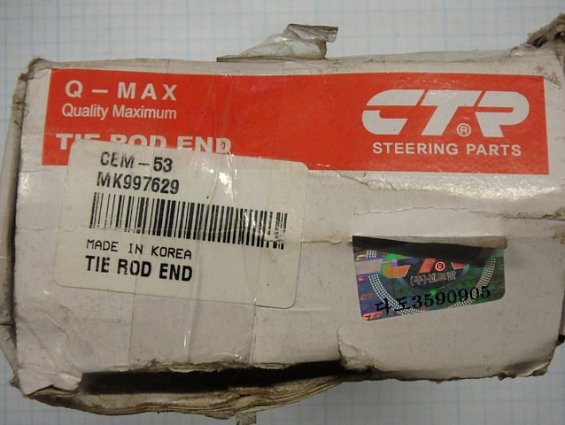 Q - MAX
Quality Maximum
TIE ROD END
CTR
®
STEERING PARTS
CEM-53
MK997629
MADE IN KOREA
TIE ROD END
CTR
®
3590905